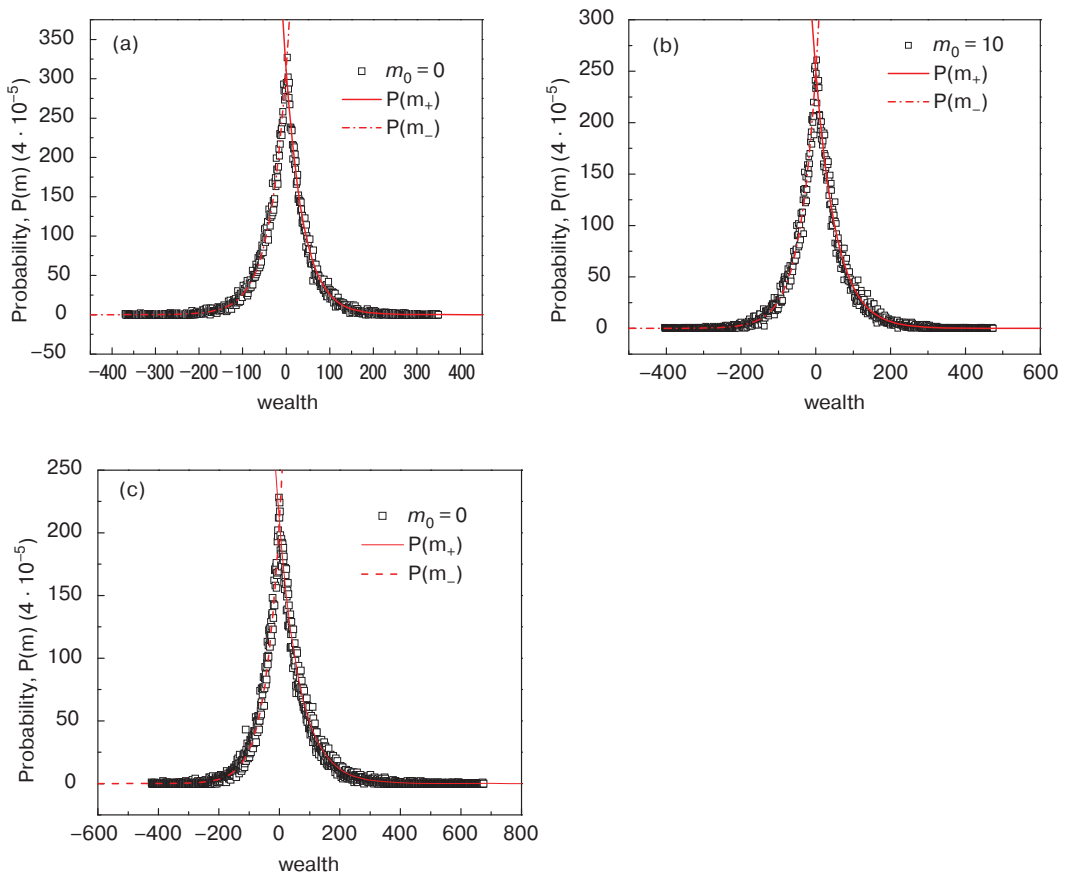 (a)
m0 = 0
P(m+)
P(m−)
Probability, P(m) (4 · 10−5)
350
300
250
200
150
100
50
0
−50
−400 −300 −200 −100 0 100 200 300 400
wealth
(b)
m0 = 10
P(m+)
P(m−)
Probability, P(m) (4 · 10−5)
300
250
200
150
100
50
0
−400 −200 0 200 400 600
wealth
(c)
m0 = 0
P(m+)
P(m−)
Probability, P(m) (4 · 10−5)
250
200
150
100
50
0
−600 −400 −200 0 200 400 600 800
wealth